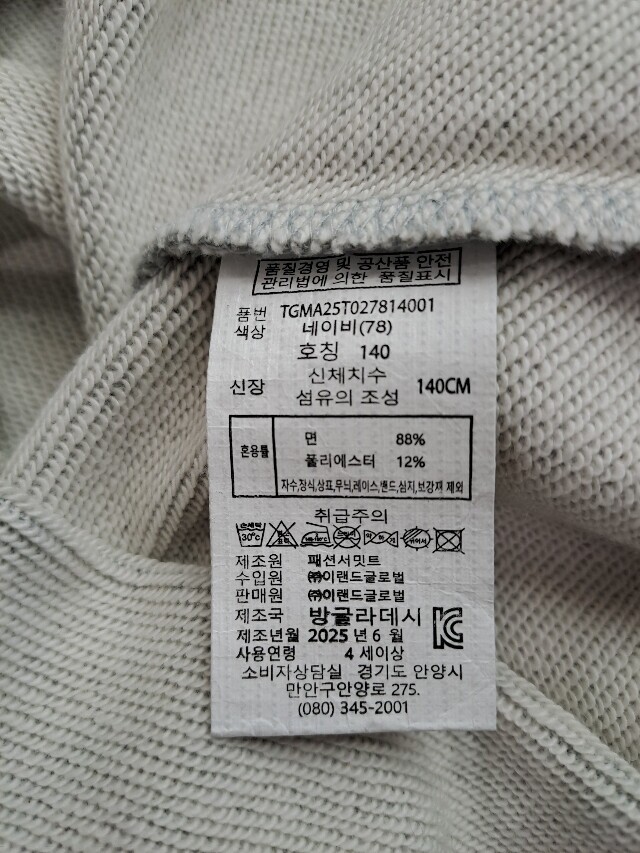 품질경영 및 공산품 안전
관리법에 의한 품질표시
품번 TGMA25T027814001
색상 네이비(78)
호칭 140
신체치수
신장 140CM
섬유의 조성
혼용률
면 88%
폴리에스터 12%
자수,장식,상표,무늬,레이스,밴드,심지,보강재 제외
취급주의
손세탁
30°c
제조원 패션서밋트
수입원 ㈜이랜드글로벌
판매원 ㈜이랜드글로벌
제조국 방글라데시
제조년월 2025 년 6 월
사용연령 4 세이상
소비자상담실 경기도 안양시
만안구안양로 275.
(080) 345-2001